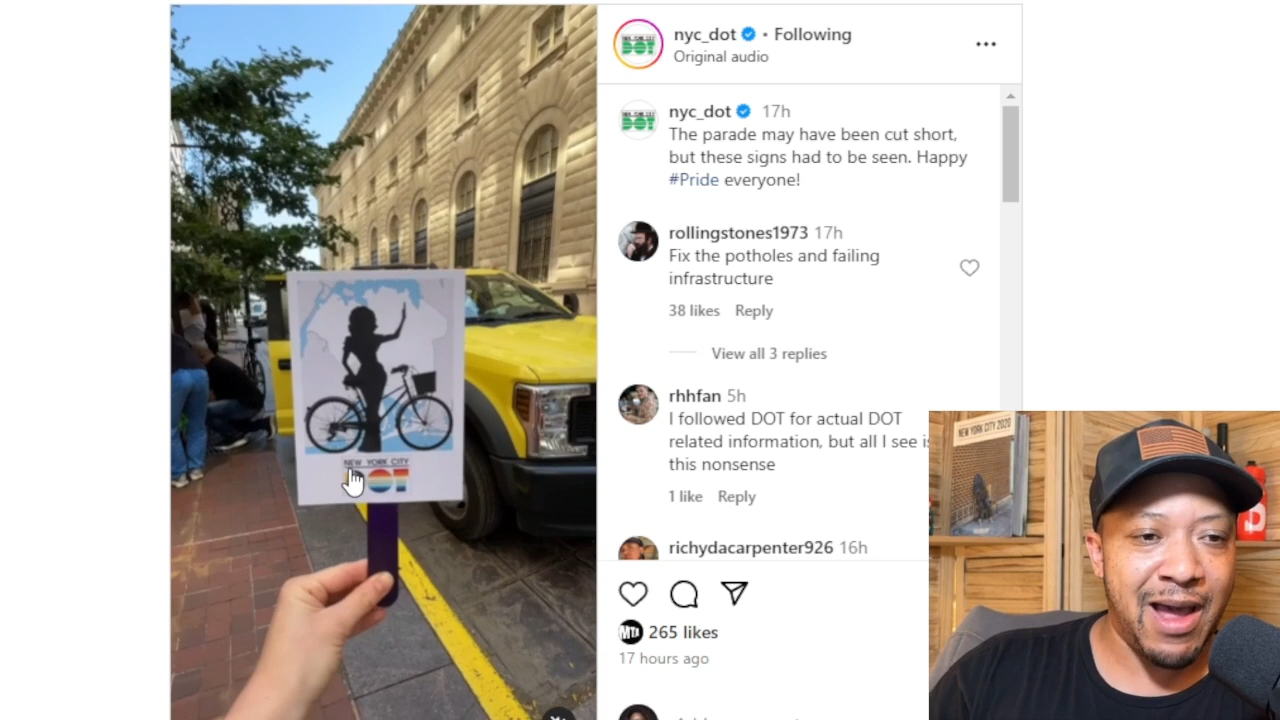 nyc_dot • Following
Original audio
nyc_dot 17h
The parade may have been cut short,
but these signs had to be seen. Happy
#Pride everyone!
rollingstones1973 17h
Fix the potholes and failing
infrastructure
38 likes Reply
View all 3 replies
rhhfan 5h
I followed DOT for actual DOT
related information, but all I see is
this nonsense
1 like Reply
richydacarpenter926 16h
265 likes
17 hours ago
NEW YORK CITY
DOT
NEW YORK CITY 2020